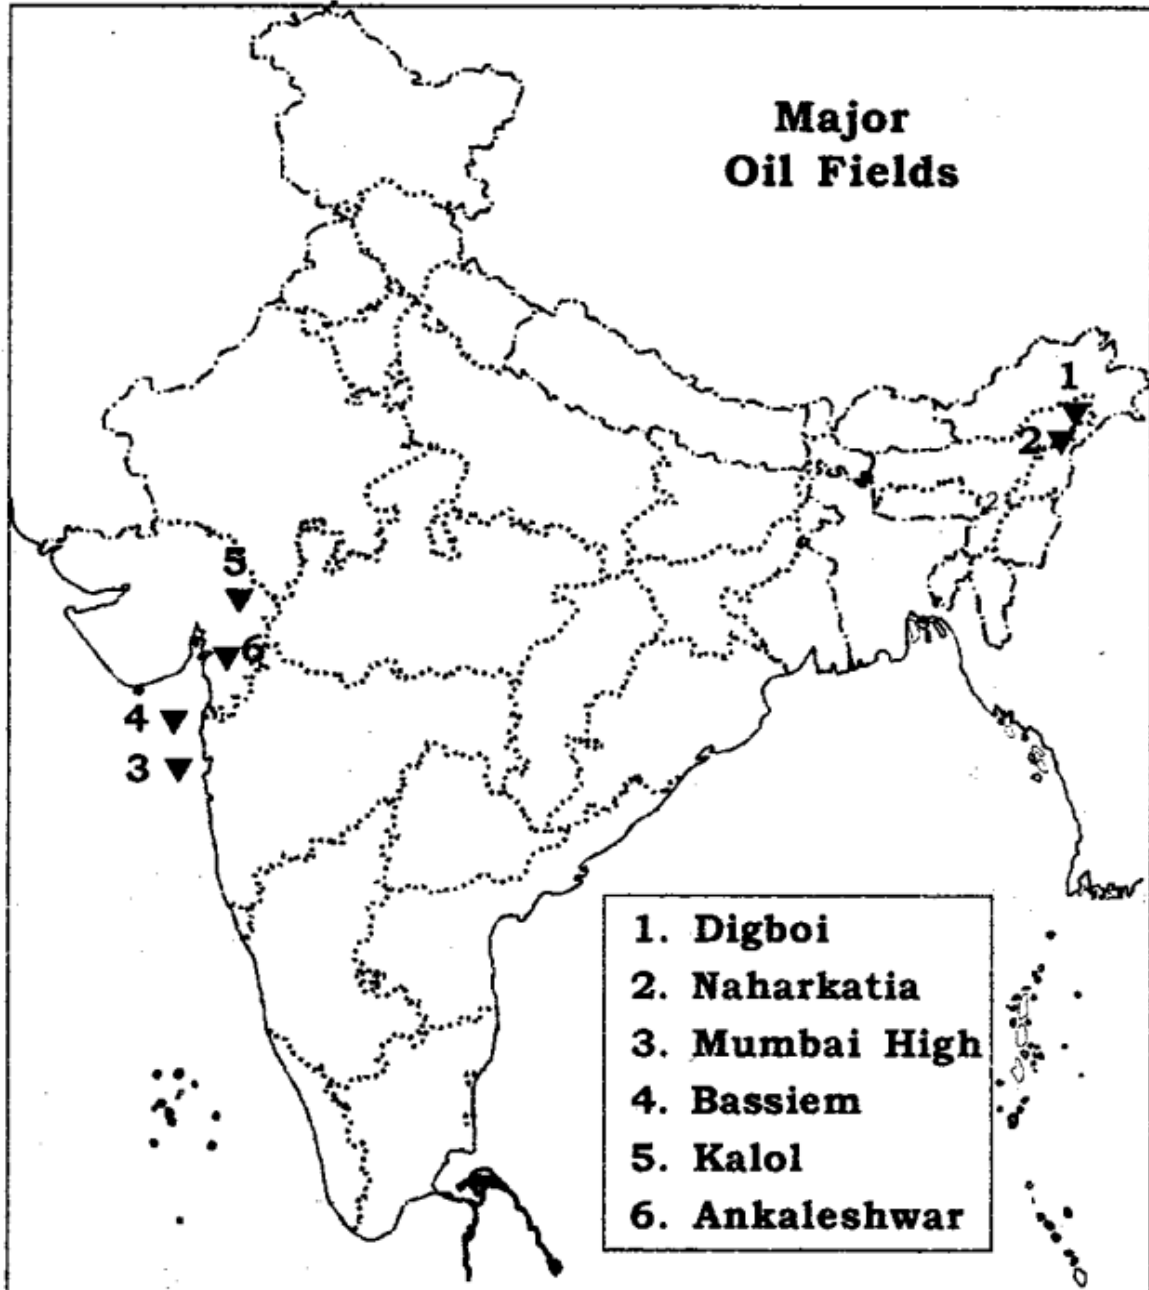 Major
Oil Fields
1
2
2
5
6
4
3
1. Digboi
2. Naharkatia
3. Mumbai High
4. Bassiem
5. Kalol
6. Ankaleshwar